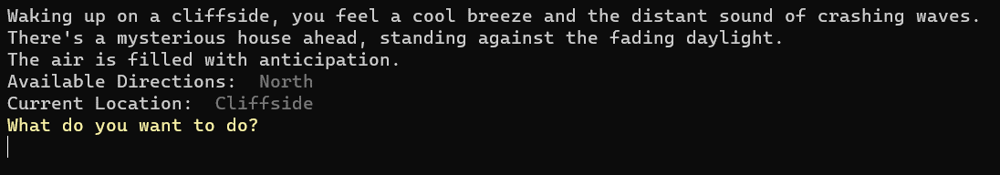 Waking up on a cliffside, you feel a cool breeze and the distant sound of crashing waves.
There's a mysterious house ahead, standing against the fading daylight.
The air is filled with anticipation.
Available Directions:  North
Current Location:  Cliffside
What do you want to do?